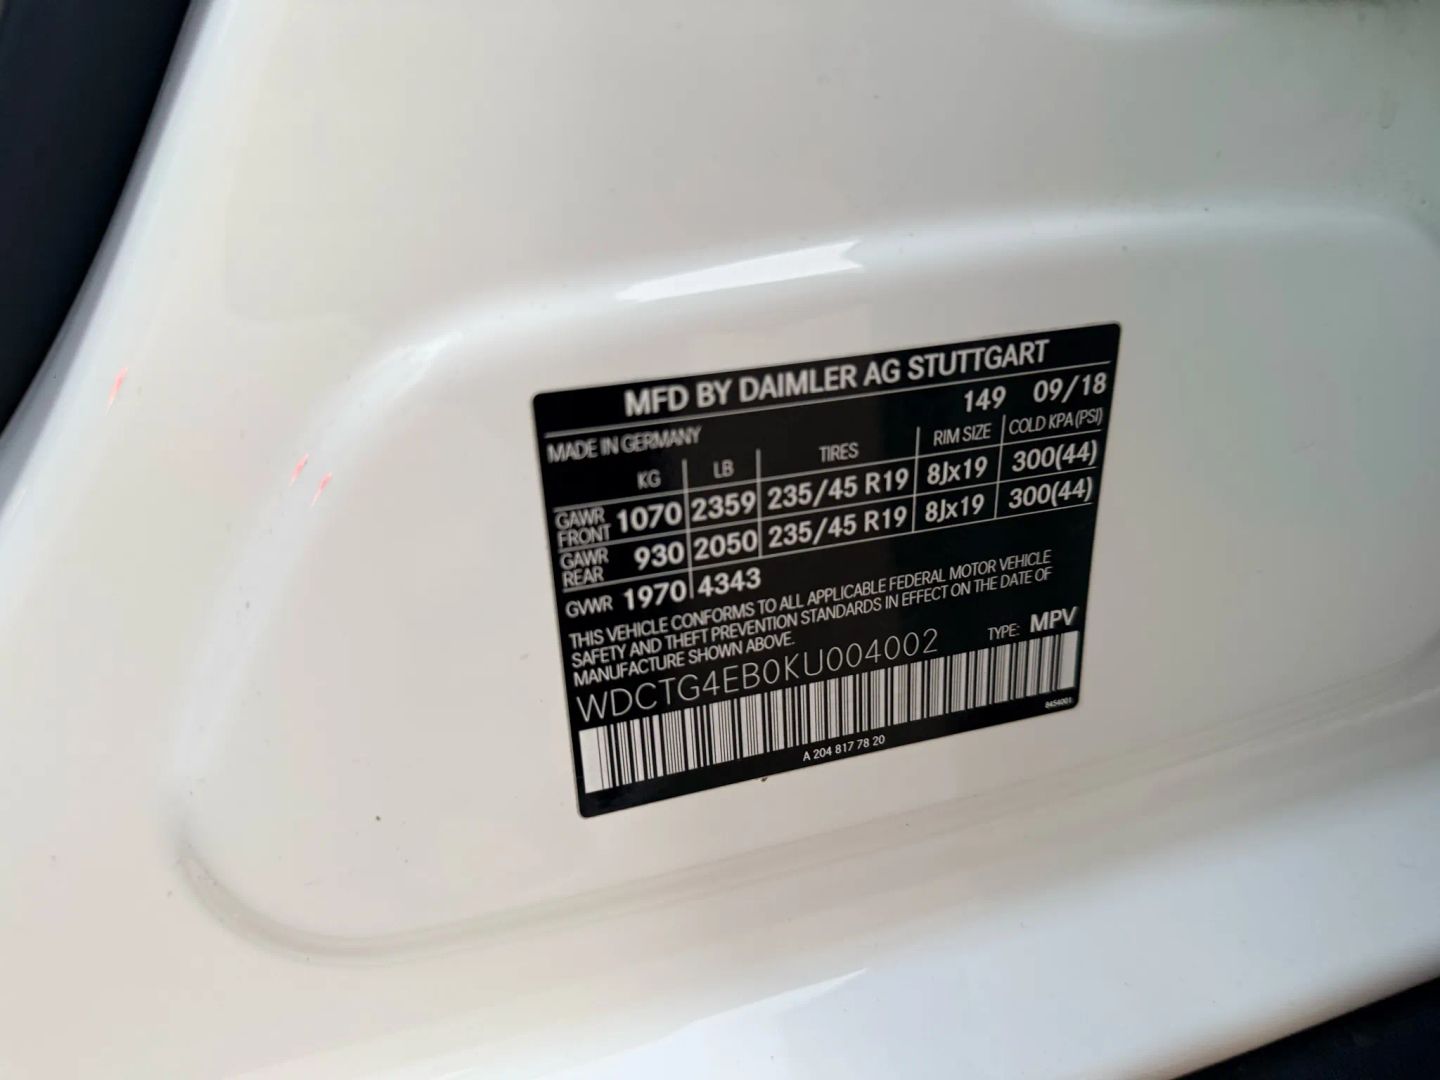 MFD BY DAIMLER AG STUTTGART
149 09/18
MADE IN GERMANY
KG LB TIRES RIM SIZE COLD KPA (PSI)
GAWR FRONT 1070 2359 235/45 R19 8Jx19 300(44)
GAWR REAR 930 2050 235/45 R19 8Jx19 300(44)
GVWR 1970 4343
THIS VEHICLE CONFORMS TO ALL APPLICABLE FEDERAL MOTOR VEHICLE
SAFETY AND THEFT PREVENTION STANDARDS IN EFFECT ON THE DATE OF
MANUFACTURE SHOWN ABOVE.
TYPE: MPV
WDCTG4EB0KU004002
A 204 817 78 20
8454001